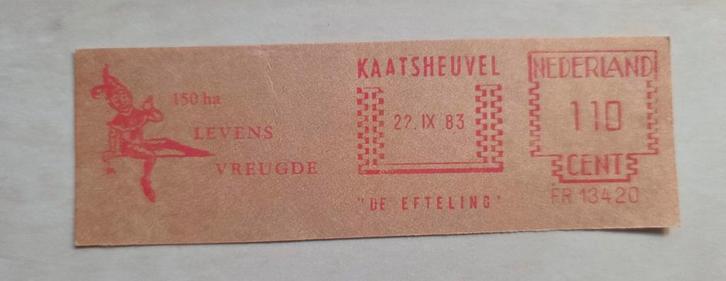 150 ha
LEVENS
VREUGDE
KAATSHEUVEL
22. IX 83
"DE EFTELING"
NEDERLAND
110
CENT
FR 13420